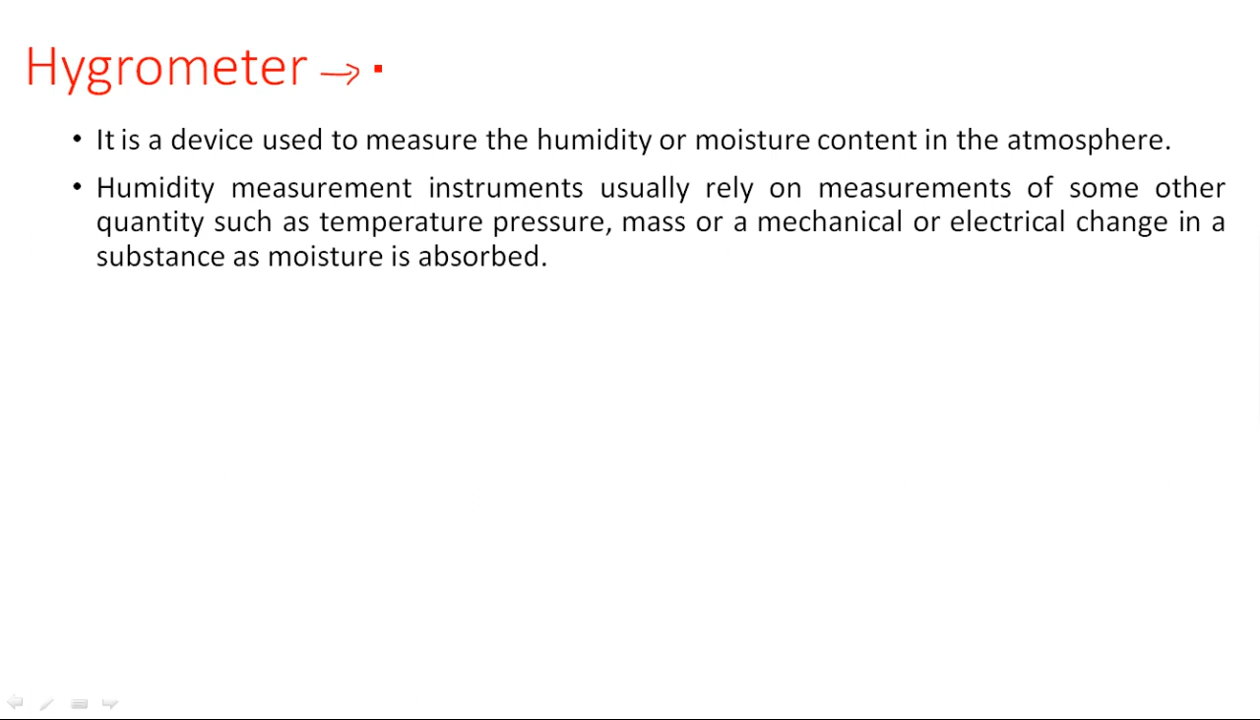 Hygrometer →
• It is a device used to measure the humidity or moisture content in the atmosphere.
• Humidity measurement instruments usually rely on measurements of some other
quantity such as temperature pressure, mass or a mechanical or electrical change in a
substance as moisture is absorbed.